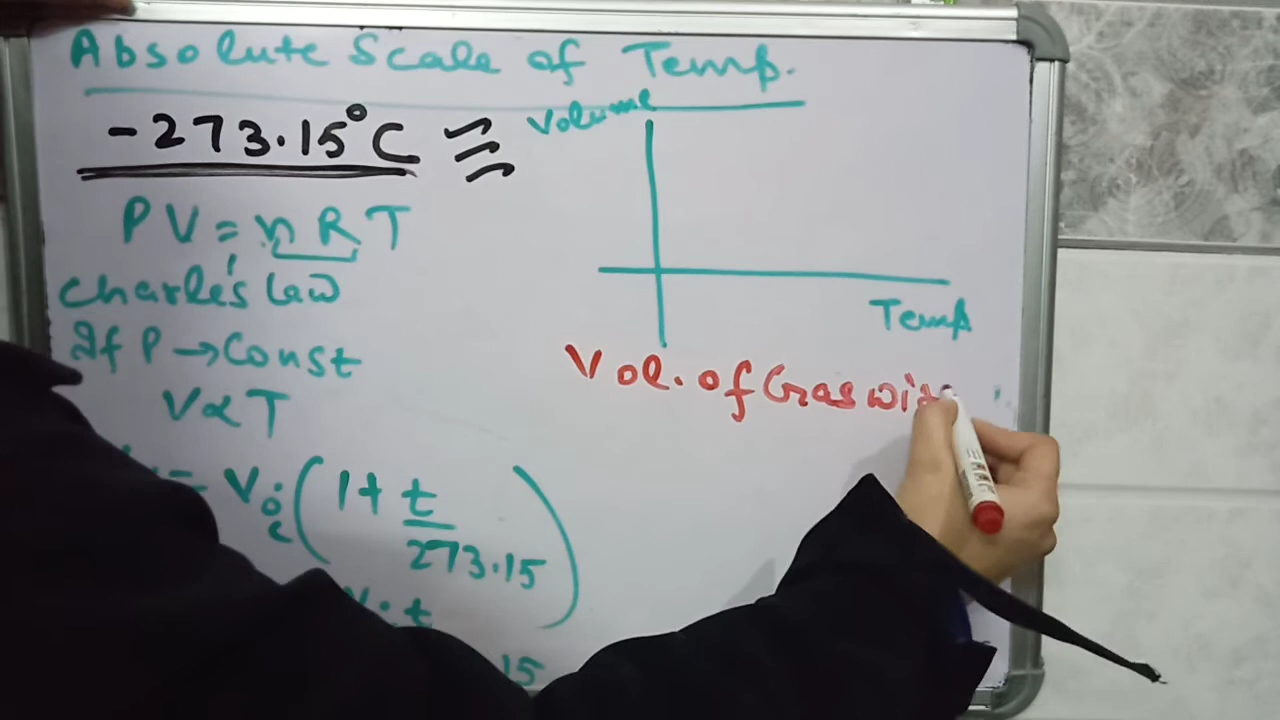 Absolute Scale of Temp.
-273.15°C
Volume
PV = nRT
Charle's Law
If P → Const
V ∝ T
= V0°C (1 + t/273.15)
Temp
Vol. of Gas
15